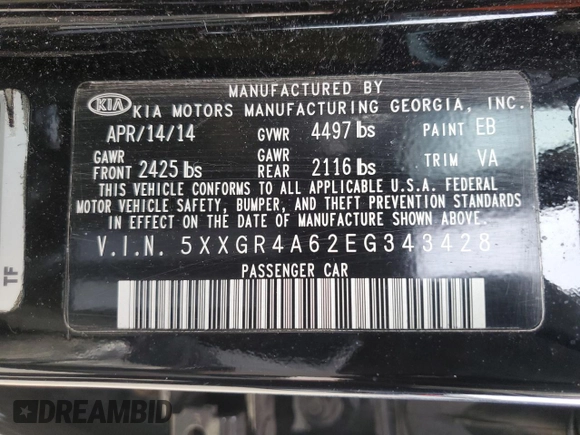 MANUFACTURED BY
KIA KIA MOTORS MANUFACTURING GEORGIA, INC.
APR/14/14 GVWR 4497 lbs PAINT EB
GAWR FRONT 2425 lbs GAWR REAR 2116 lbs TRIM VA
THIS VEHICLE CONFORMS TO ALL APPLICABLE U.S.A. FEDERAL
MOTOR VEHICLE SAFETY, BUMPER, AND THEFT PREVENTION STANDARDS
IN EFFECT ON THE DATE OF MANUFACTURE SHOWN ABOVE.
V.I.N. 5XXGR4A62EG343428
PASSENGER CAR
TF
DREAMBID